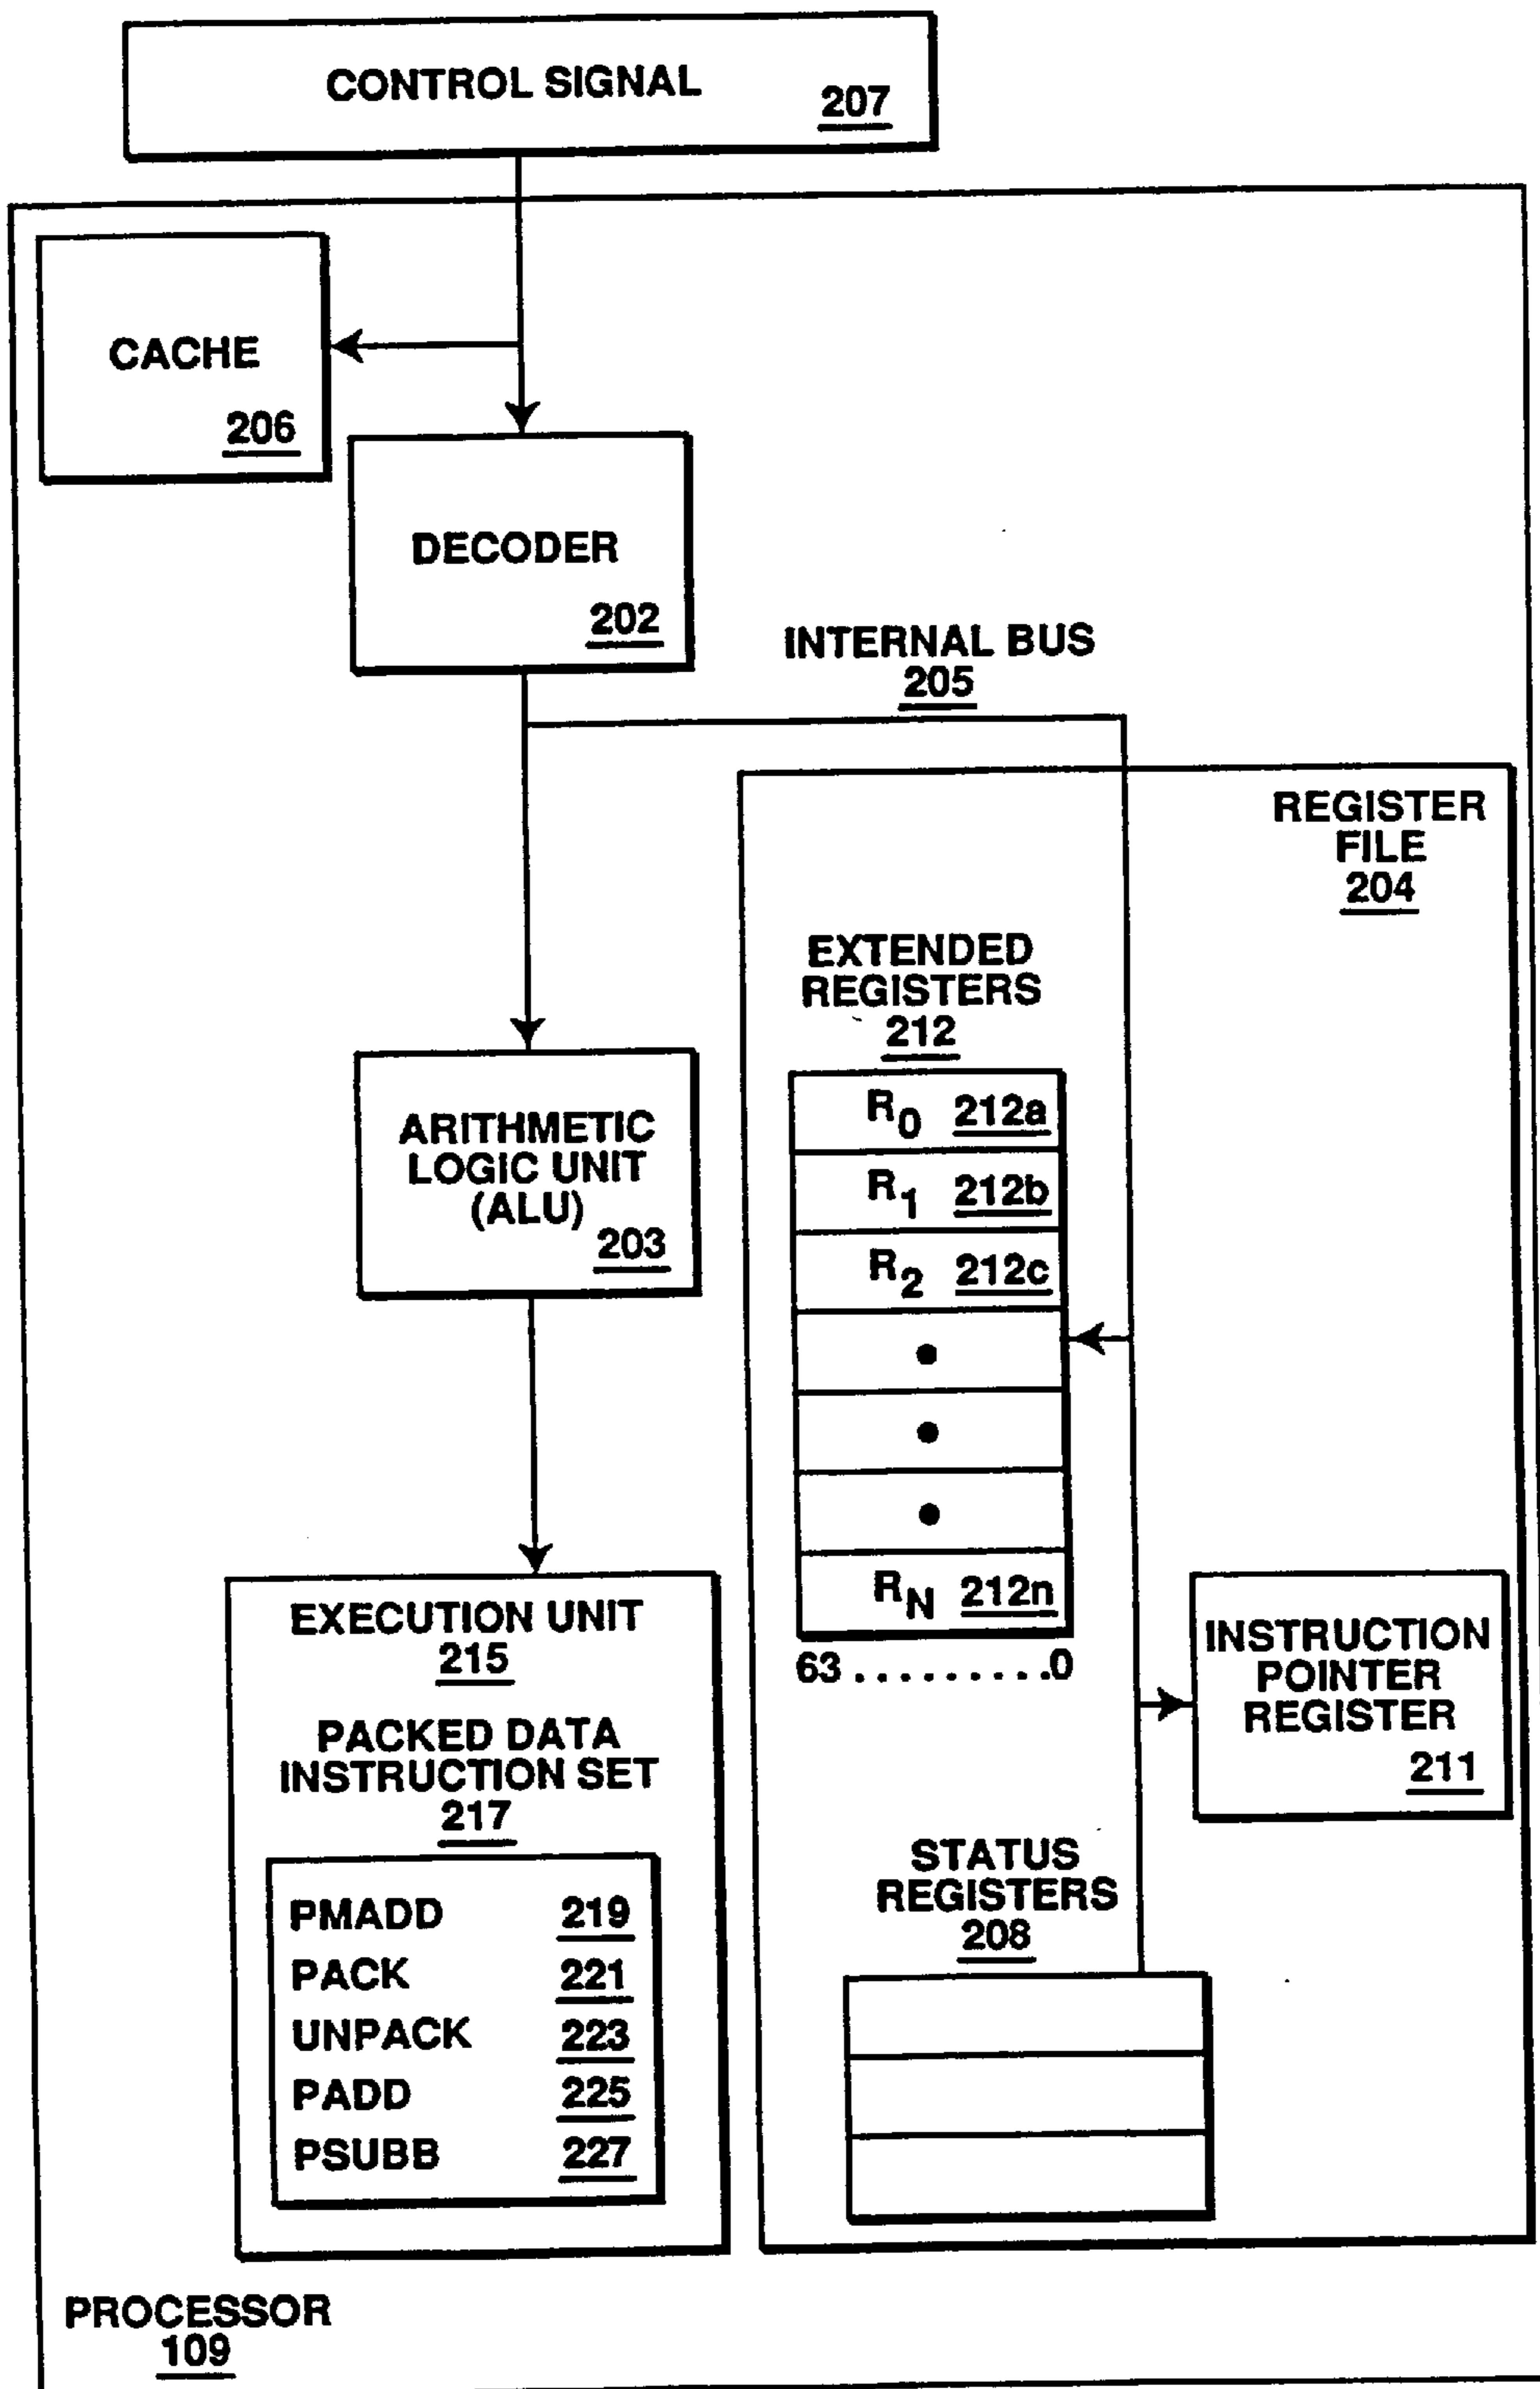 CONTROL SIGNAL
207
CACHE
206
DECODER
202
INTERNAL BUS
205
REGISTER
FILE
204
EXTENDED
REGISTERS
212
R0 212a
R1 212b
R2 212c
RN 212n
63.........0
ARITHMETIC
LOGIC UNIT
(ALU)
203
INSTRUCTION
POINTER
REGISTER
211
EXECUTION UNIT
215
PACKED DATA
INSTRUCTION SET
217
PMADD 219
PACK 221
UNPACK 223
PADD 225
PSUBB 227
STATUS
REGISTERS
208
PROCESSOR
109